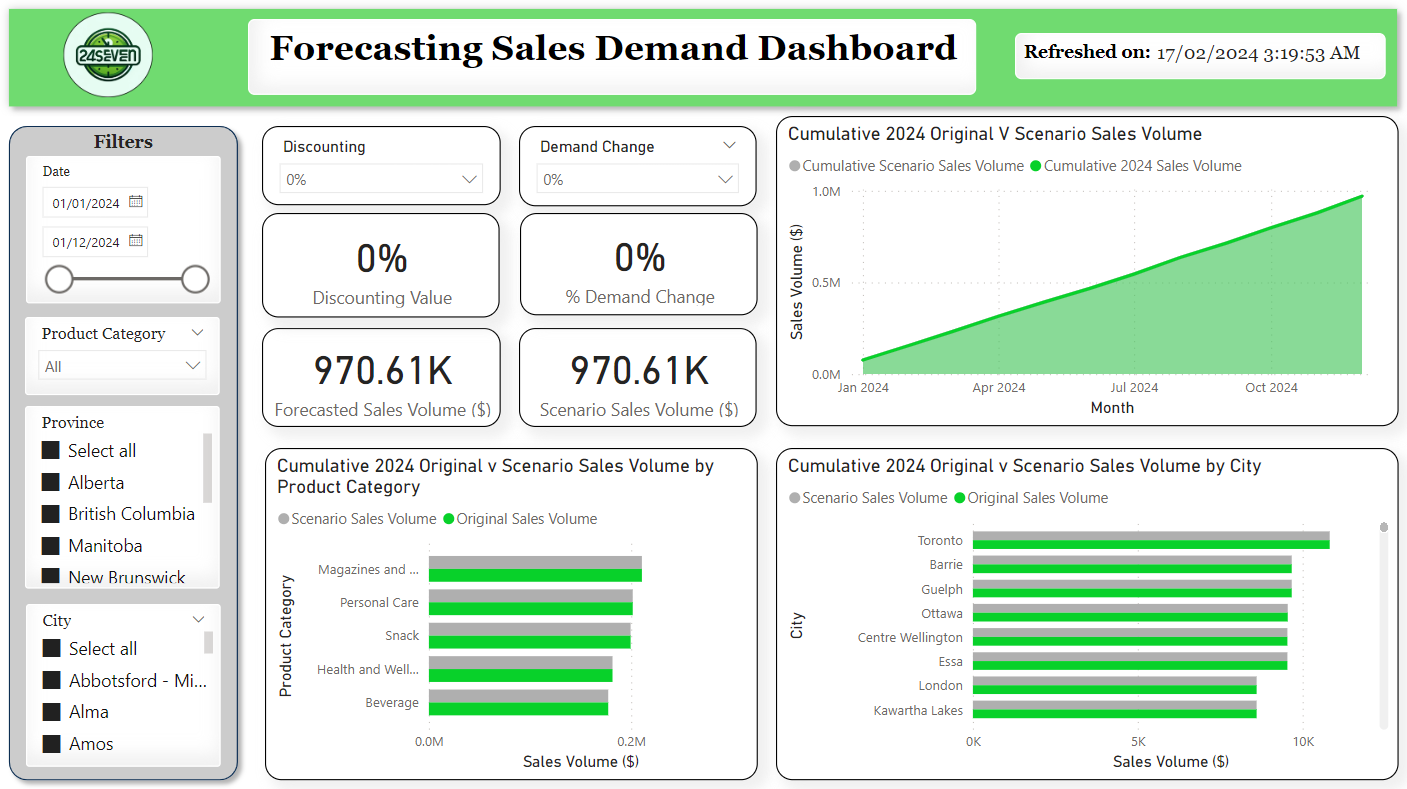 24SEVEN
Forecasting Sales Demand Dashboard
Refreshed on: 17/02/2024 3:19:53 AM
Filters
Date
01/01/2024
01/12/2024
Product Category
All
Province
Select all
Alberta
British Columbia
Manitoba
New Brunswick
City
Select all
Abbotsford - Mi...
Alma
Amos
Discounting
0%
Demand Change
0%
0%
Discounting Value
0%
% Demand Change
970.61K
Forecasted Sales Volume ($)
970.61K
Scenario Sales Volume ($)
Cumulative 2024 Original V Scenario Sales Volume
Cumulative Scenario Sales Volume Cumulative 2024 Sales Volume
Sales Volume ($)
1.0M
0.5M
0.0M
Jan 2024 Apr 2024 Jul 2024 Oct 2024
Month
Cumulative 2024 Original v Scenario Sales Volume by
Product Category
Scenario Sales Volume Original Sales Volume
Product Category
Magazines and ...
Personal Care
Snack
Health and Well...
Beverage
0.0M 0.2M
Sales Volume ($)
Cumulative 2024 Original v Scenario Sales Volume by City
Scenario Sales Volume Original Sales Volume
City
Toronto
Barrie
Guelph
Ottawa
Centre Wellington
Essa
London
Kawartha Lakes
0K 5K 10K
Sales Volume ($)